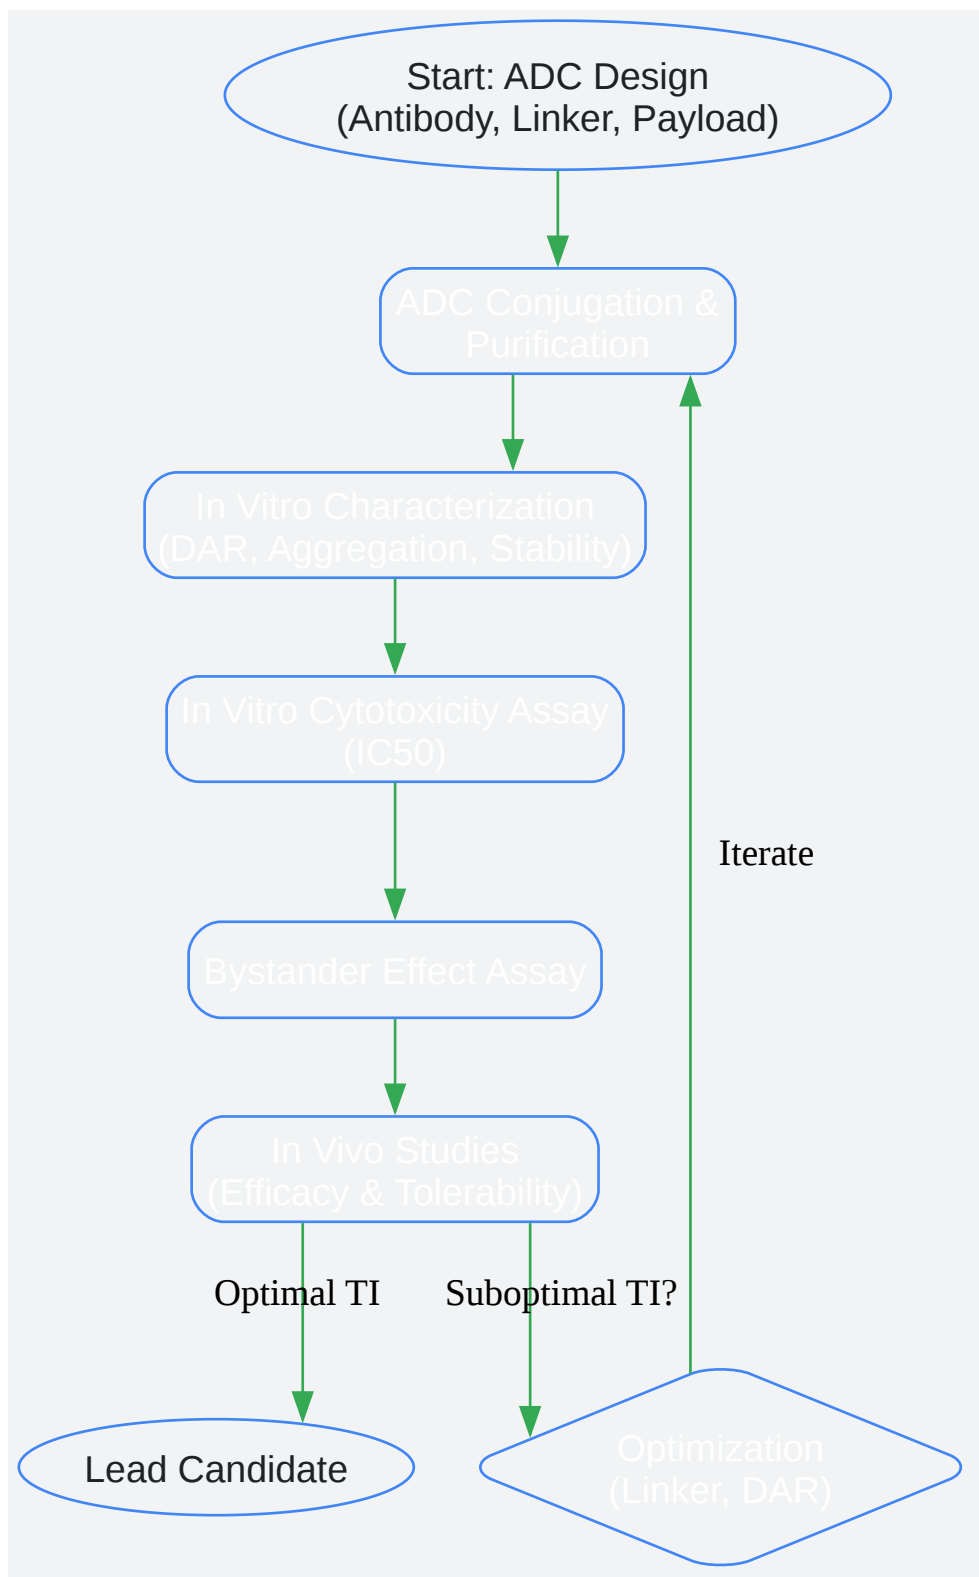 Start: ADC Design
(Antibody, Linker, Payload)
ADC Conjugation &
Purification
In Vitro Characterization
(DAR, Aggregation, Stability)
In Vitro Cytotoxicity Assay
(IC50)
Iterate
Bystander Effect Assay
In Vivo Studies
(Efficacy & Tolerability)
Optimal TI
Suboptimal TI?
Lead Candidate
Optimization
(Linker, DAR)